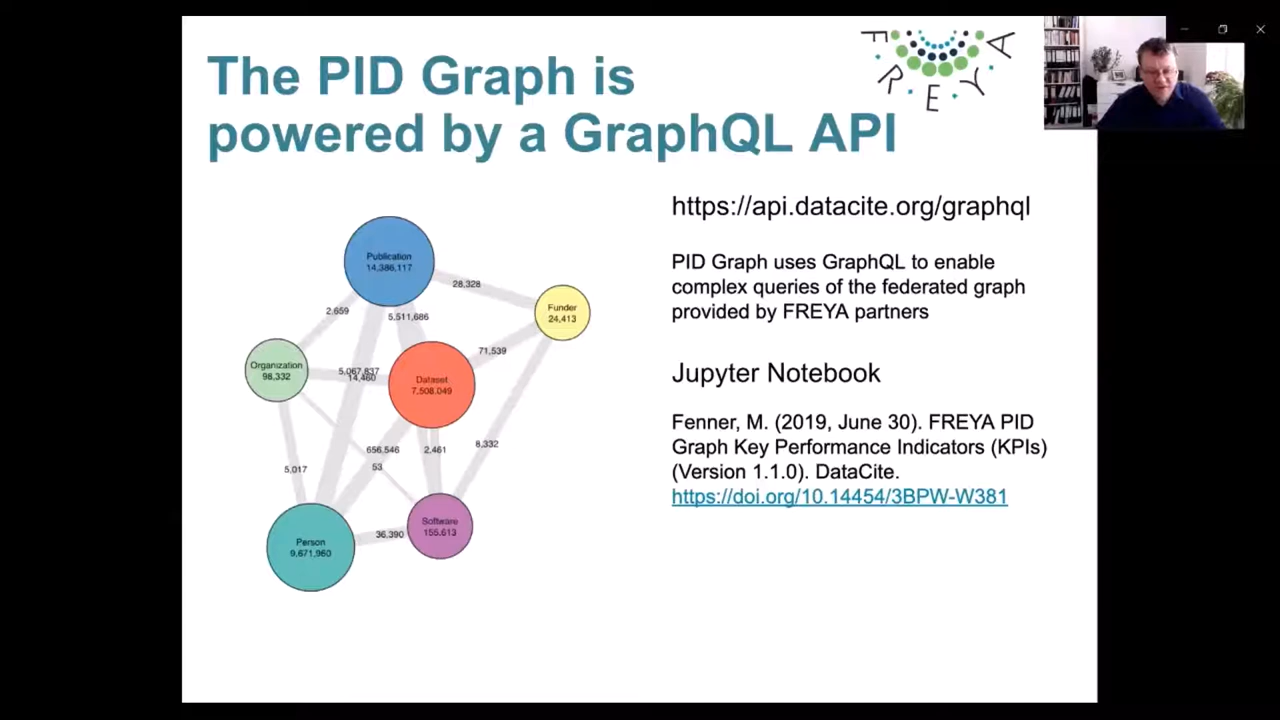 The PID Graph is
powered by a GraphQL API
FREYA
https://api.datacite.org/graphql
PID Graph uses GraphQL to enable
complex queries of the federated graph
provided by FREYA partners
Jupyter Notebook
Fenner, M. (2019, June 30). FREYA PID
Graph Key Performance Indicators (KPIs)
(Version 1.1.0). DataCite.
https://doi.org/10.14454/3BPW-W381
Publication
14,386,117
28,328
Funder
24,413
2,659
5,511,686
71,539
Organization
98,332
5,067,837
14,460
Dataset
7,508,049
656,546
2,461
8,332
53
5,017
Software
155,613
36,390
Person
9,671,960